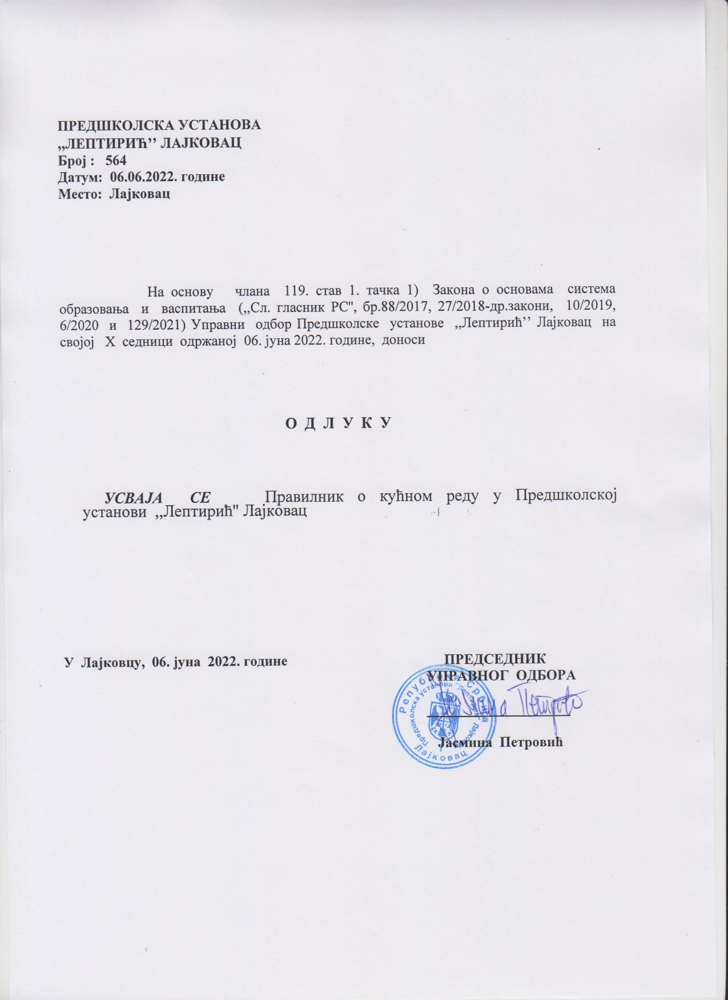 ПРЕДШКОЛСКА УСТАНОВА
,,ЛЕПТИРИЋ’’ ЛАЈКОВАЦ
Број : 564
Датум: 06.06.2022. године
Место: Лајковац
На основу члана 119. став 1. тачка 1) Закона о основама система
образовања и васпитања (,,Сл. гласник РС", бр.88/2017, 27/2018-др.закони, 10/2019,
6/2020 и 129/2021) Управни одбор Предшколске установе ,,Лептирић’’ Лајковац на
својој X седници одржаној 06. јуна 2022. године, доноси
О Д Л У К У
УСВАЈА СЕ Правилник о кућном реду у Предшколској
установи ,,Лептирић" Лајковац
У Лајковцу, 06. јуна 2022. године
ПРЕДСЕДНИК
УПРАВНОГ ОДБОРА
Јасмина Петровић
Република Србија
Предшколска установа "Лептирић" Лајковац
Лајковац